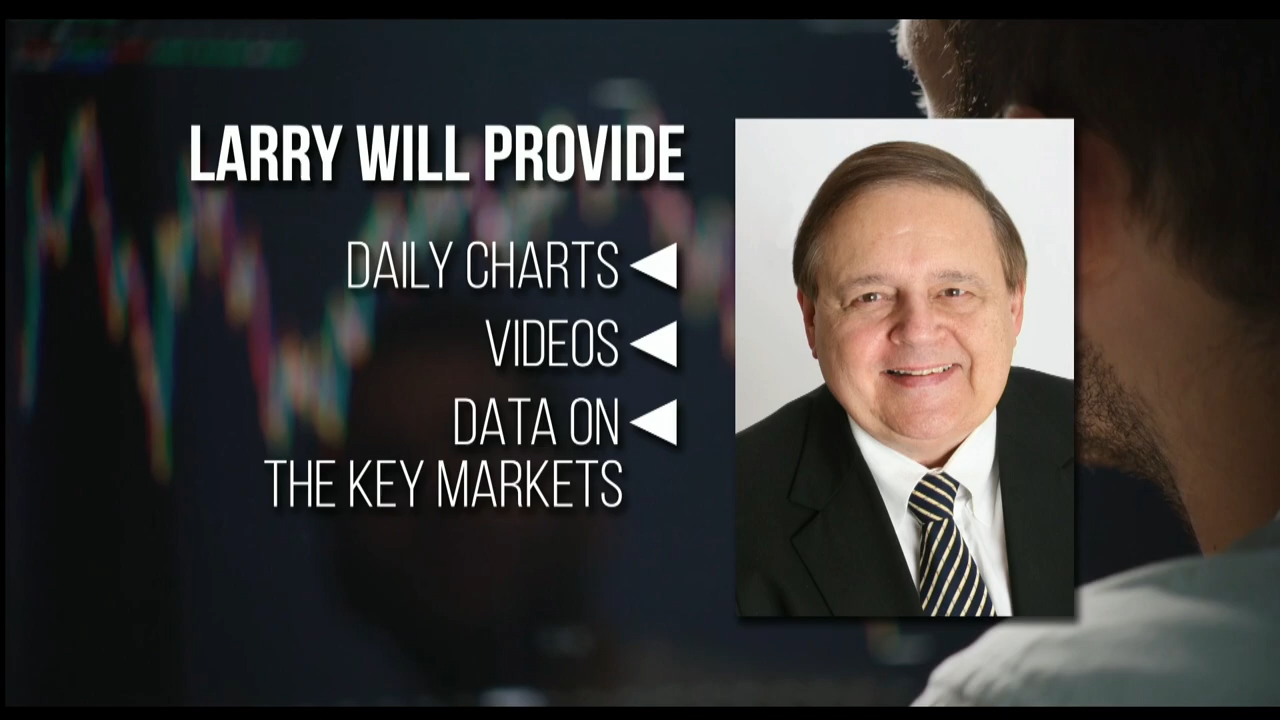 LARRY WILL PROVIDE
DAILY CHARTS
VIDEOS
DATA ON
THE KEY MARKETS